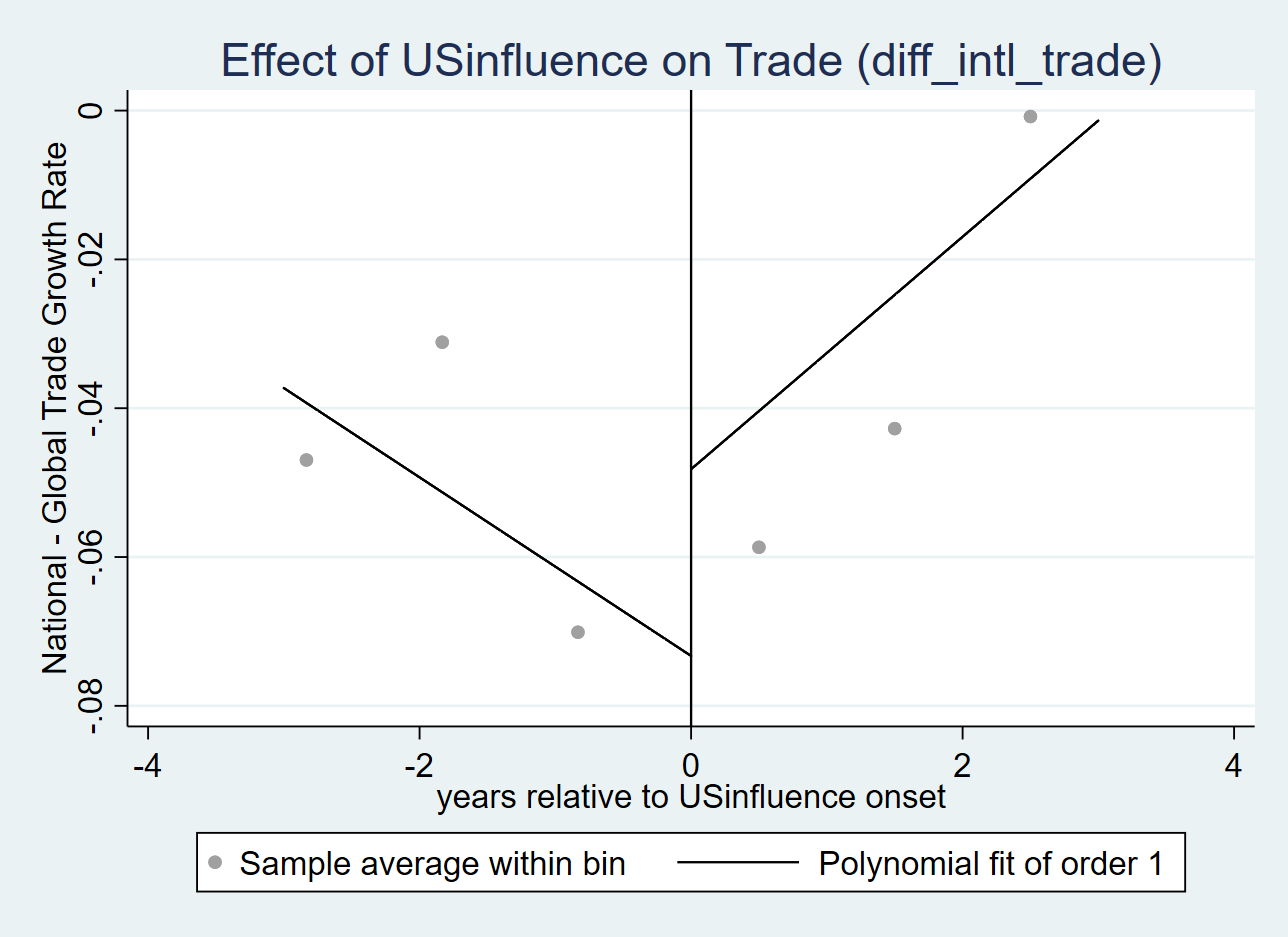 Effect of USinfluence on Trade (diff_intl_trade)
National - Global Trade Growth Rate
0
-.02
-.04
-.06
-.08
-4 -2 0 2 4
years relative to USinfluence onset
Sample average within bin Polynomial fit of order 1